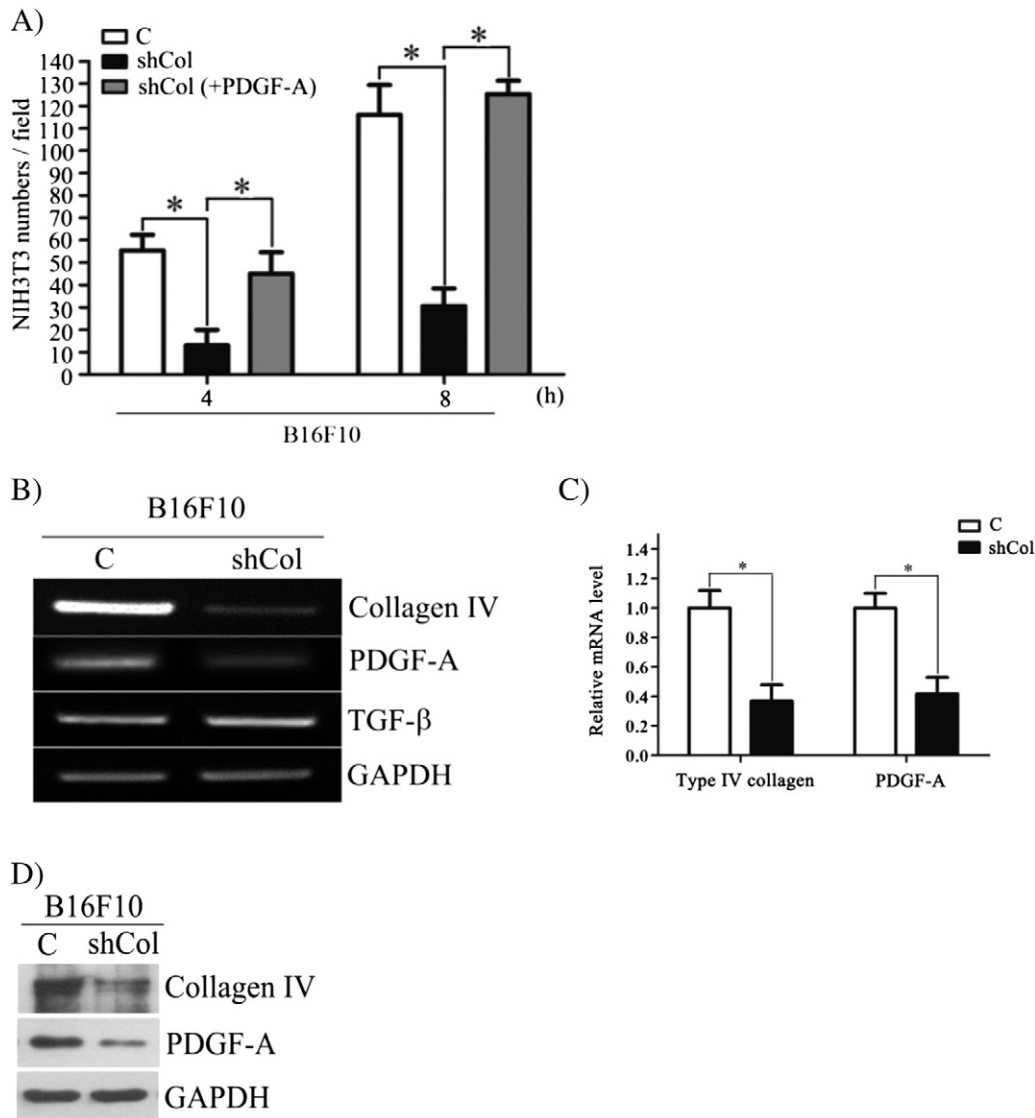 A)
C
shCol
shCol (+PDGF-A)
* * * *
NIH3T3 numbers / field
140
130
120
110
100
90
80
70
60
50
40
30
20
10
0
4 8 (h)
B16F10
B)
B16F10
C shCol
Collagen IV
PDGF-A
TGF-β
GAPDH
C)
C
shCol
* *
Relative mRNA level
1.4
1.2
1.0
0.8
0.6
0.4
0.2
0.0
Type IV collagen PDGF-A
D)
B16F10
C shCol
Collagen IV
PDGF-A
GAPDH